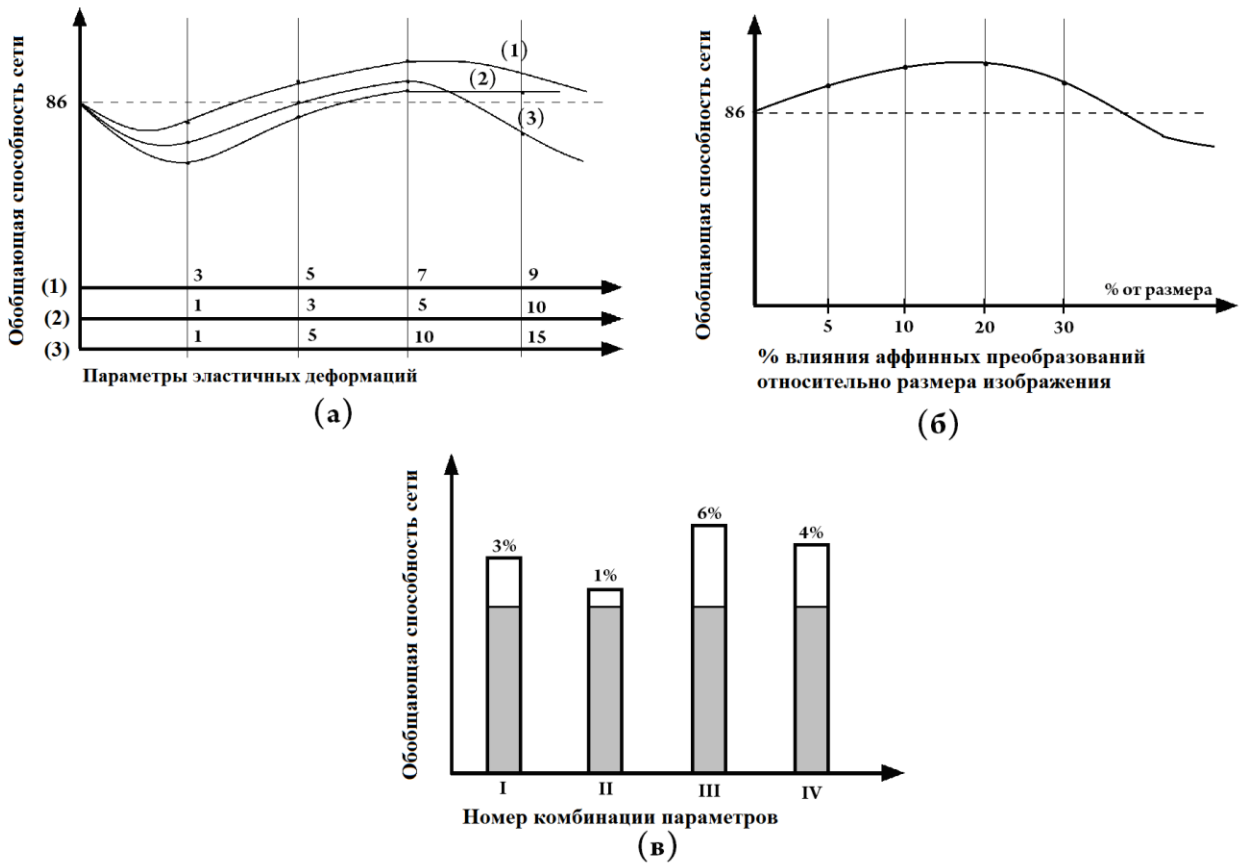 Обобщающая способность сети
86
(1)
(2)
(3)
3 5 7 9
(1)
1 3 5 10
(2)
1 5 10 15
(3)
Параметры эластичных деформаций
(а)
Обобщающая способность сети
86
% от размера
5 10 20 30
% влияния аффинных преобразований
относительно размера изображения
(б)
Обобщающая способность сети
3%
1%
6%
4%
I II III IV
Номер комбинации параметров
(в)